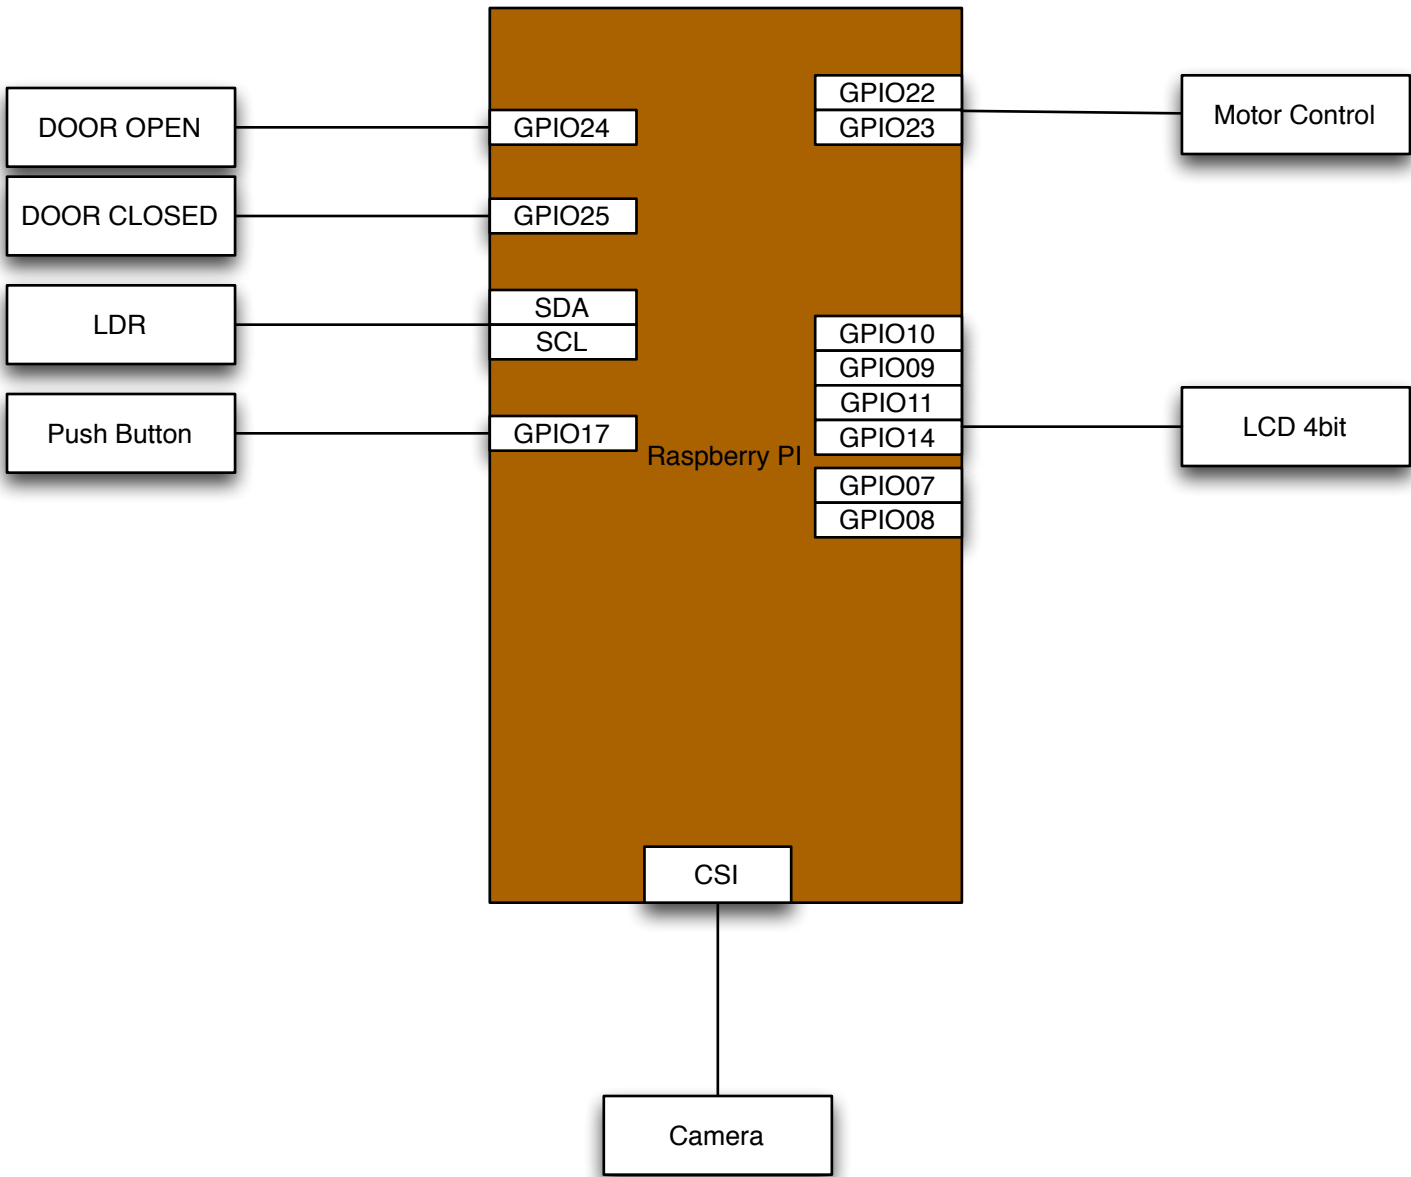 DOOR OPEN
DOOR CLOSED
LDR
Push Button
GPIO24
GPIO25
SDA
SCL
GPIO17
Raspberry PI
GPIO22
GPIO23
GPIO10
GPIO09
GPIO11
GPIO14
GPIO07
GPIO08
Motor Control
LCD 4bit
CSI
Camera